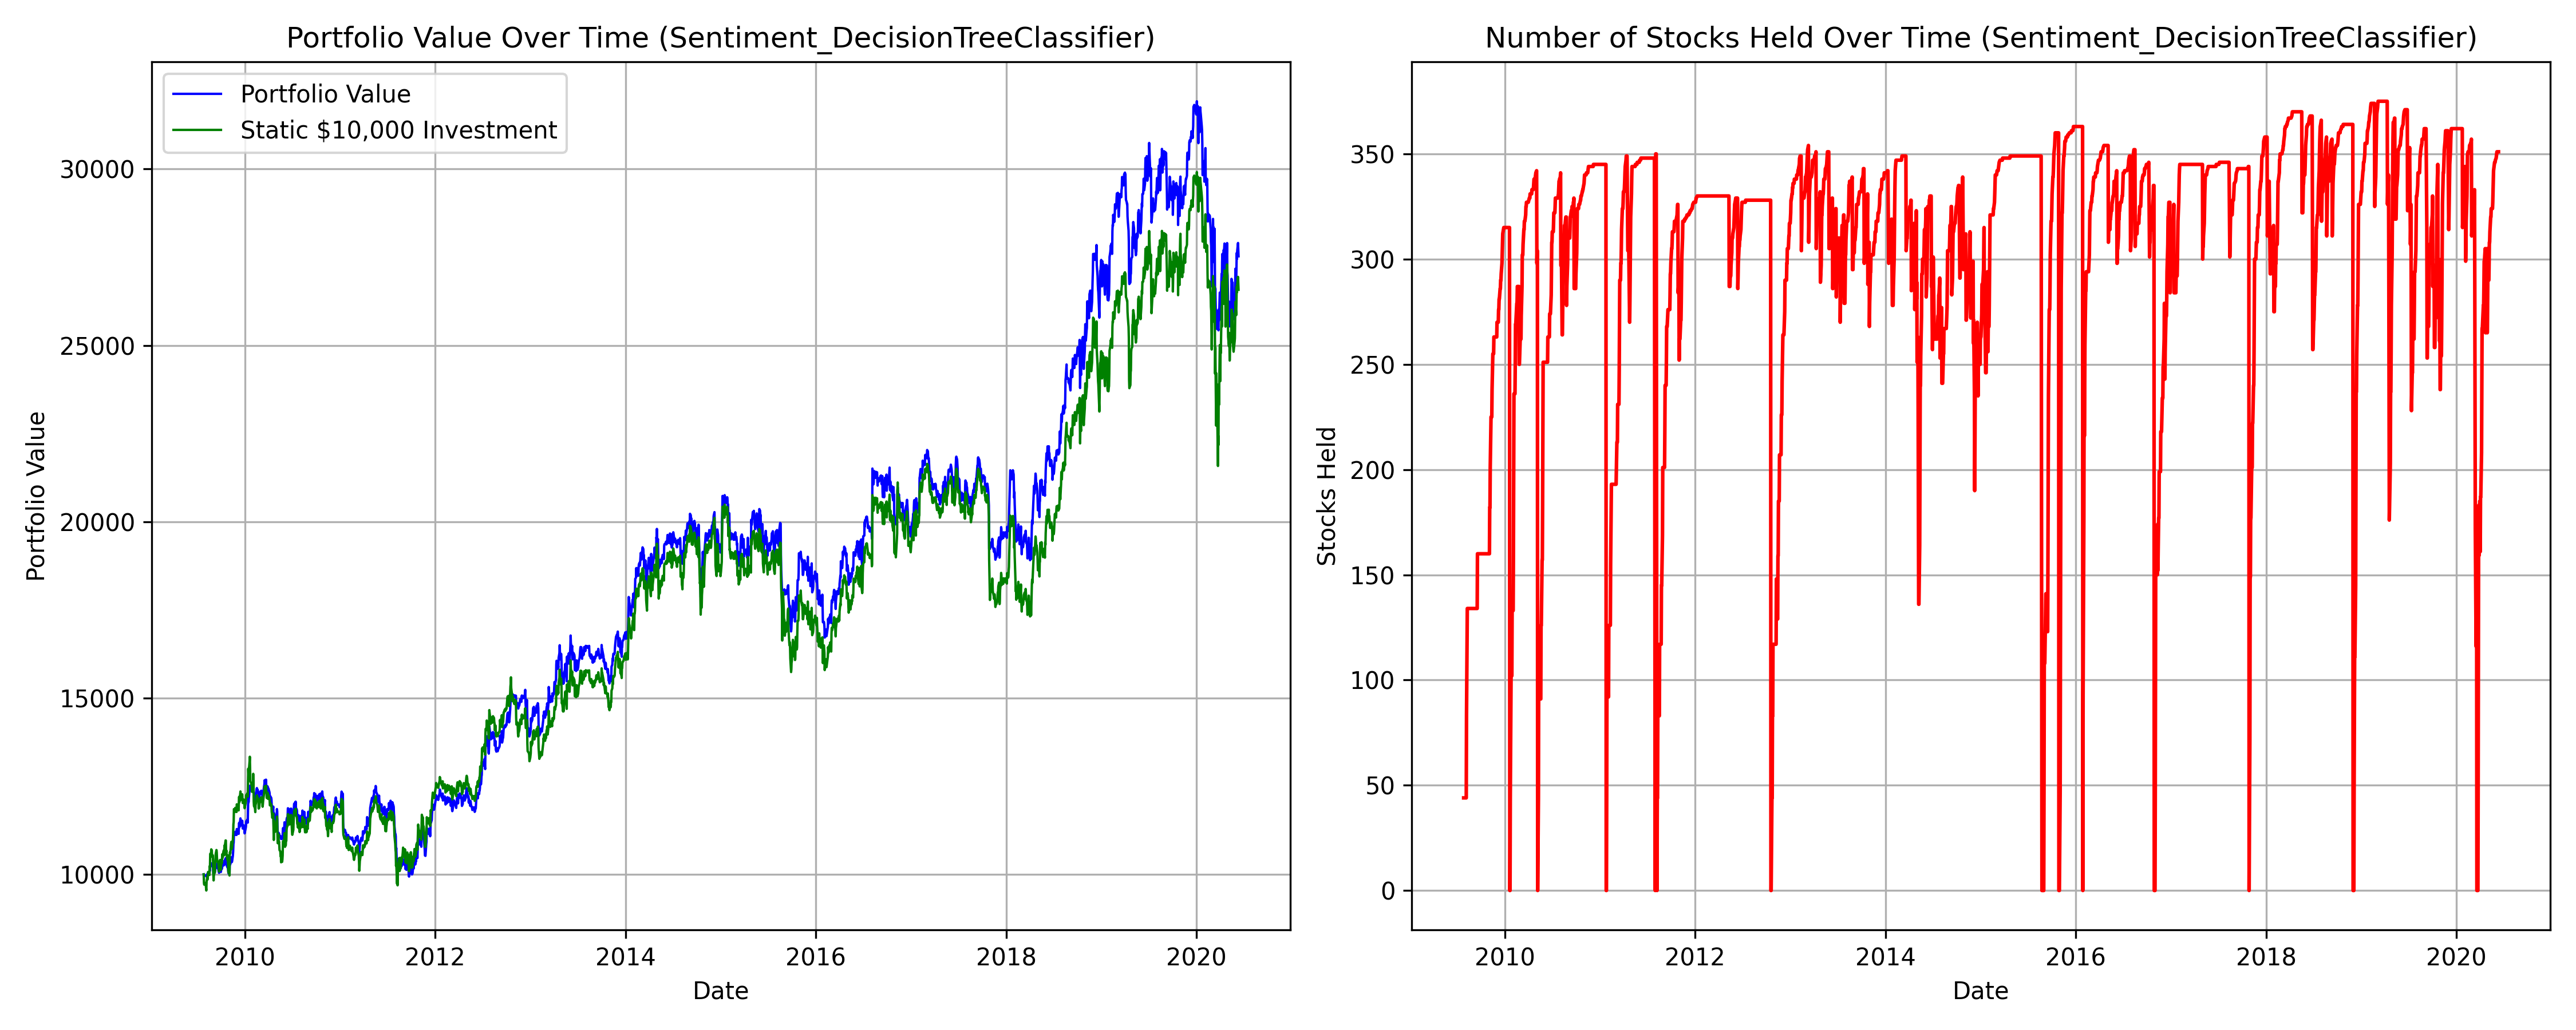 Portfolio Value Over Time (Sentiment_DecisionTreeClassifier)
Portfolio Value
Static $10,000 Investment
30000
25000
20000
15000
10000
Portfolio Value
2010 2012 2014 2016 2018 2020
Date
Number of Stocks Held Over Time (Sentiment_DecisionTreeClassifier)
350
300
250
200
150
100
50
0
Stocks Held
2010 2012 2014 2016 2018 2020
Date